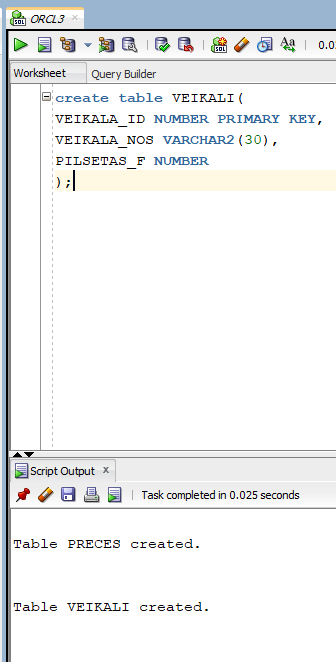 ORCL3
0.0
Worksheet Query Builder
create table VEIKALI(
VEIKALA_ID NUMBER PRIMARY KEY,
VEIKALA_NOS VARCHAR2(30),
PILSETAS_F NUMBER
);
Script Output x
Task completed in 0.025 seconds
Table PRECES created.
Table VEIKALI created.